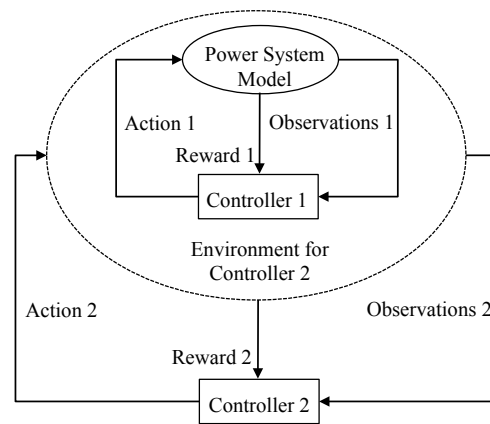 Power System
Model
Action 1
Observations 1
Reward 1
Controller 1
Environment for
Controller 2
Action 2
Observations 2
Reward 2
Controller 2